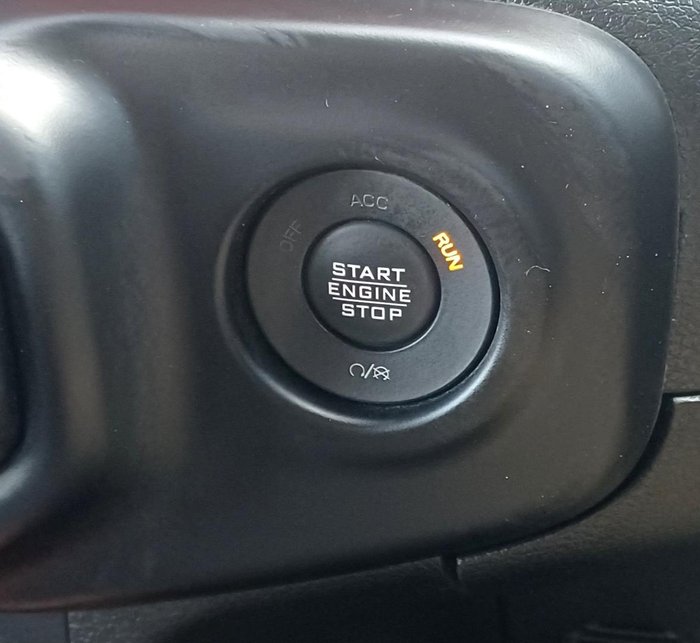 ACC
OFF
RUN
START
ENGINE
STOP